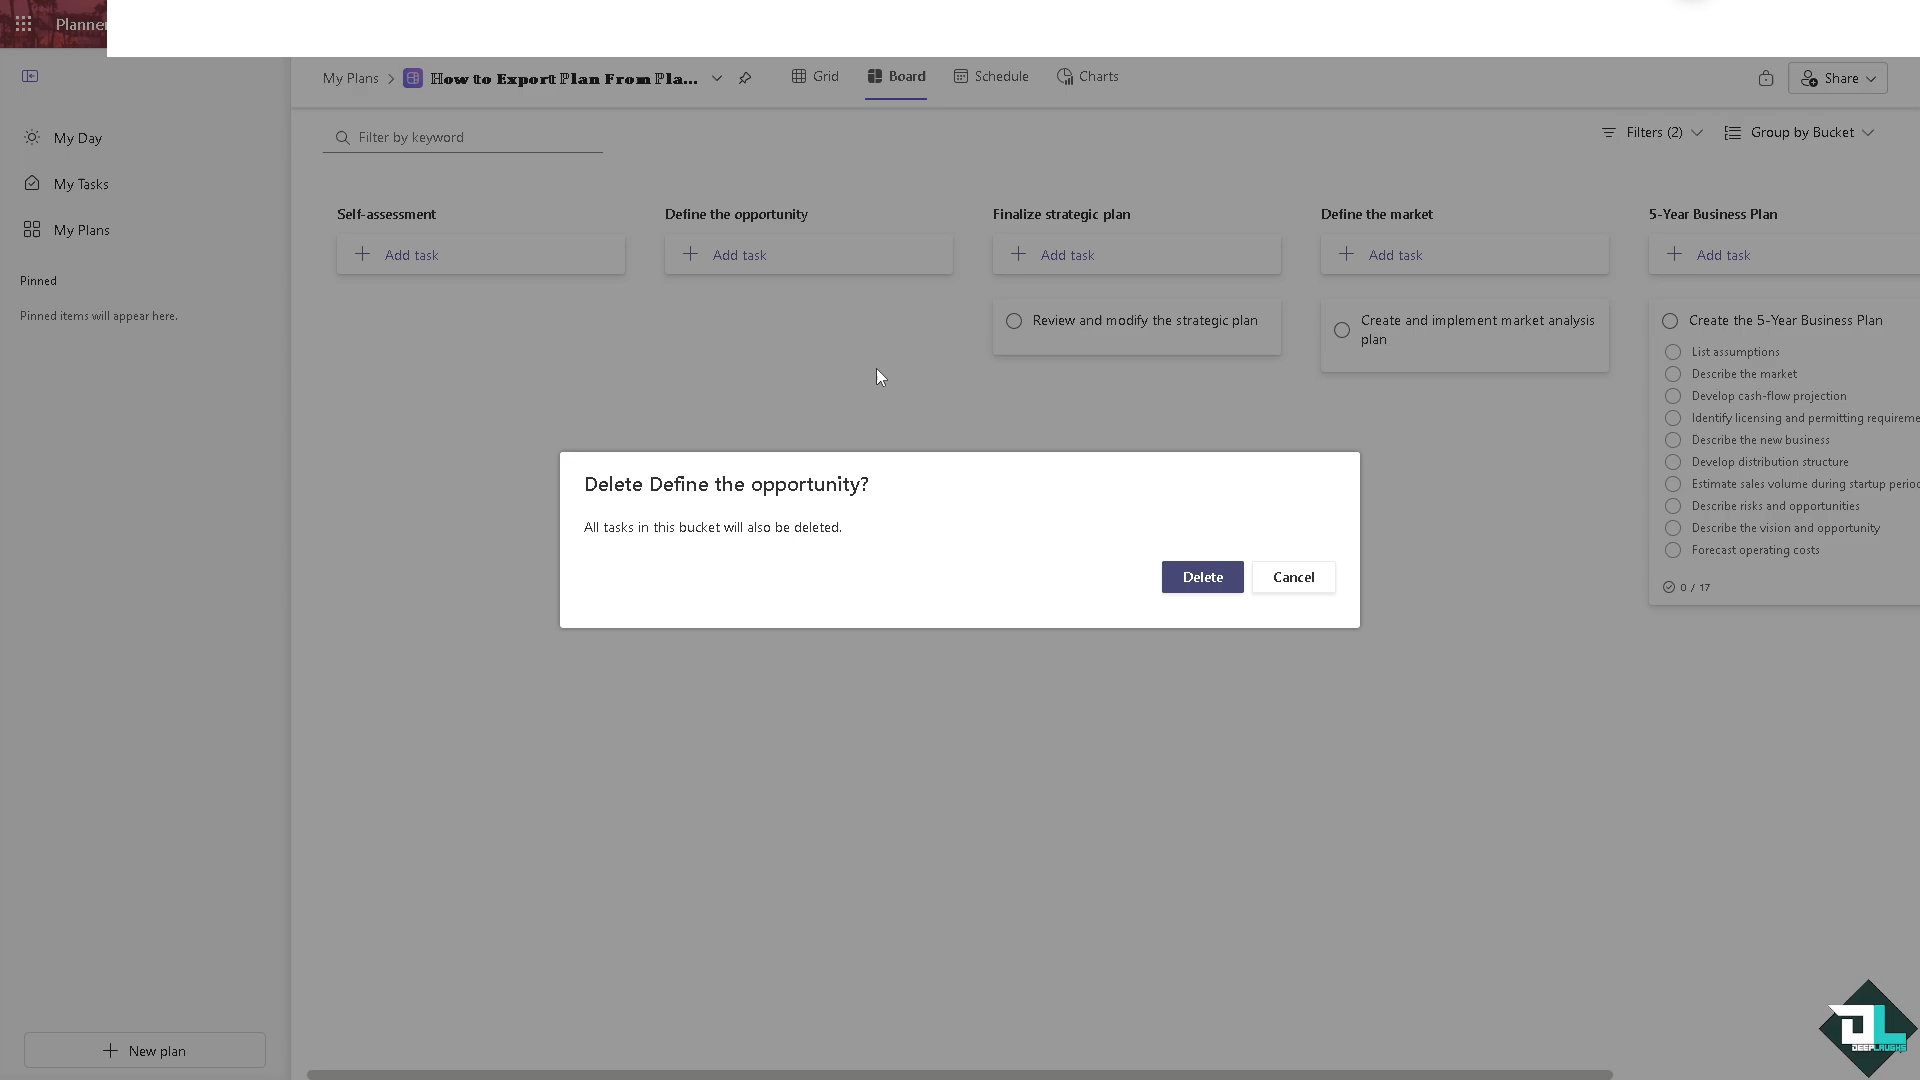 Planner
My Plans
How to Export Plan From Pla...
Grid
Board
Schedule
Charts
Share
My Day
My Tasks
My Plans
Pinned
Pinned items will appear here.
Filter by keyword
Filters (2)
Group by Bucket
Self-assessment
Define the opportunity
Finalize strategic plan
Define the market
5-Year Business Plan
Add task
Add task
Add task
Add task
Add task
Review and modify the strategic plan
Create and implement market analysis
plan
Create the 5-Year Business Plan
List assumptions
Describe the market
Develop cash-flow projection
Identify licensing and permitting requireme
Describe the new business
Develop distribution structure
Estimate sales volume during startup perioc
Describe risks and opportunities
Describe the vision and opportunity
Forecast operating costs
0 / 17
Delete Define the opportunity?
All tasks in this bucket will also be deleted.
Delete
Cancel
New plan
DL
DEEPLAUGHS